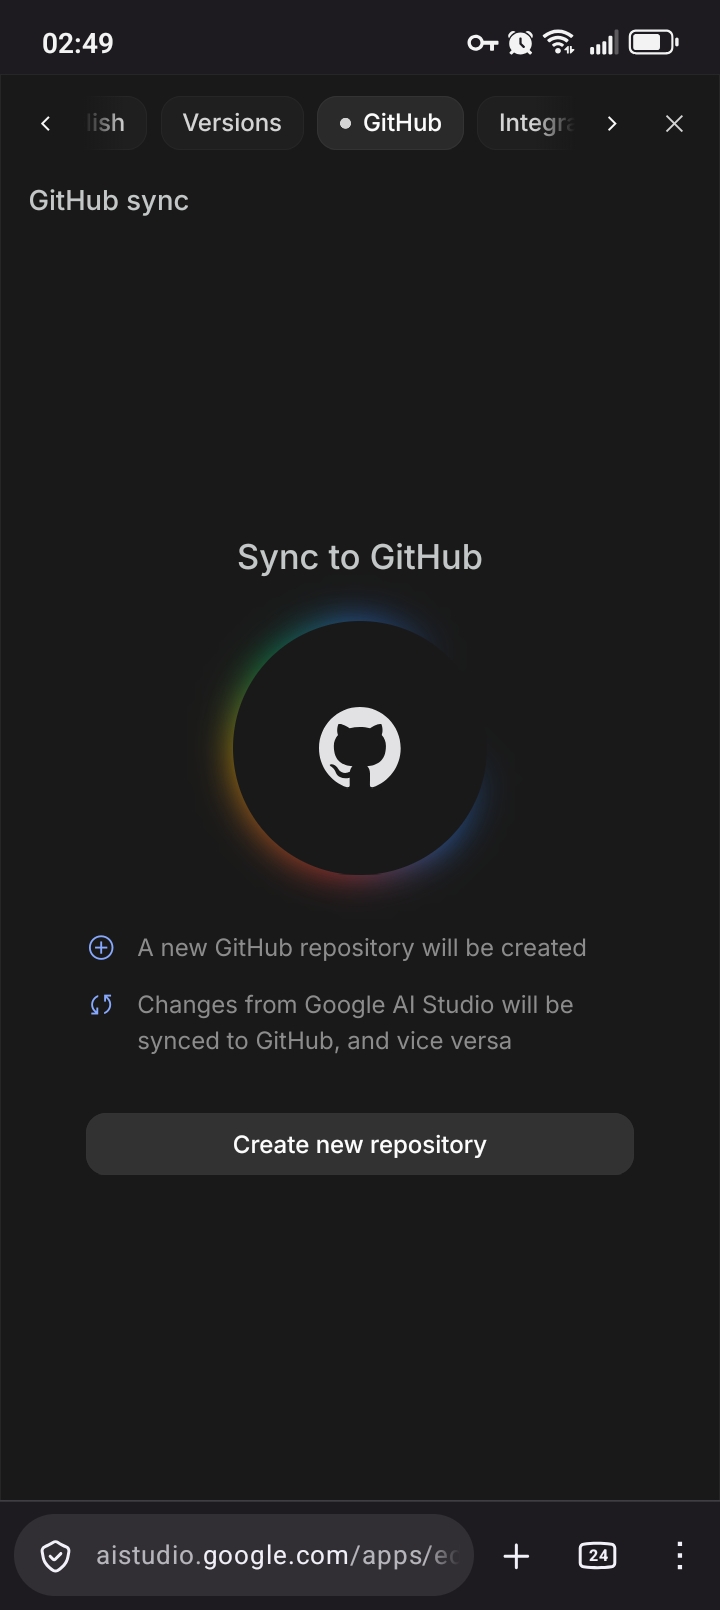 02:49
lish
Versions
GitHub
Integra
GitHub sync
Sync to GitHub
A new GitHub repository will be created
Changes from Google AI Studio will be
synced to GitHub, and vice versa
Create new repository
aistudio.google.com/apps/ed
24